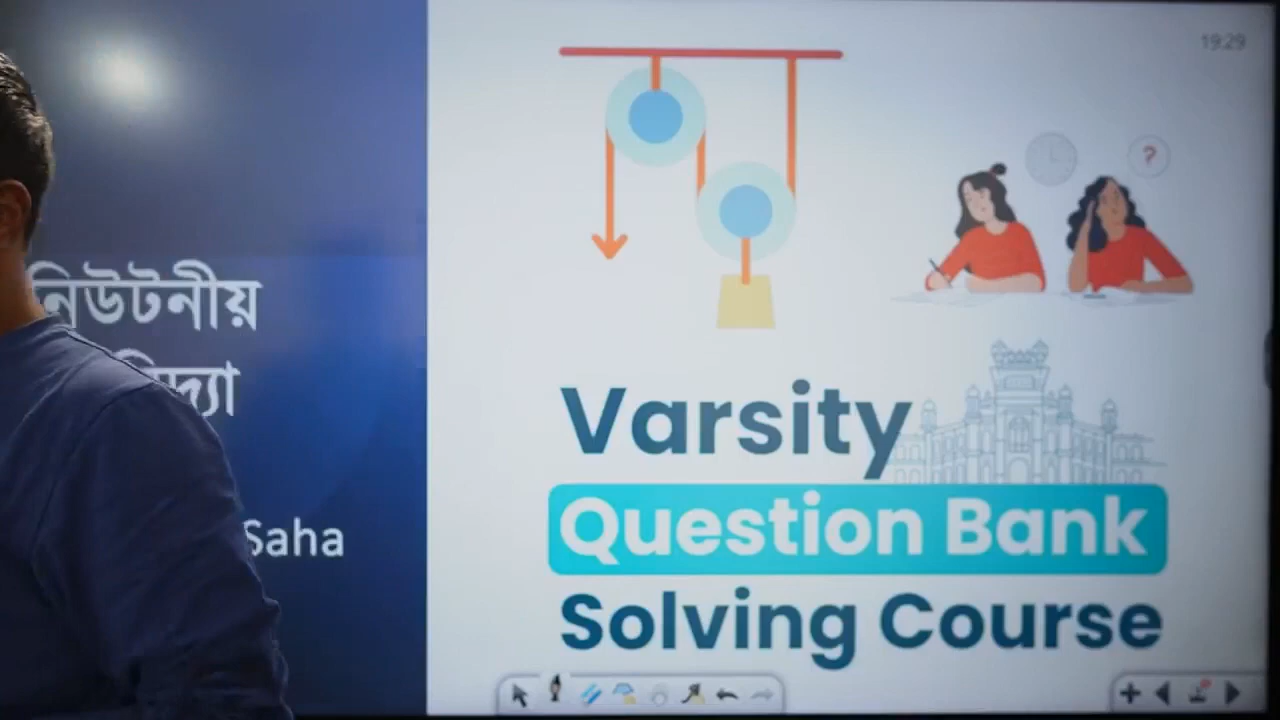 নিউটনীয়
Saha
19:29
?
Varsity
Question Bank
Solving Course